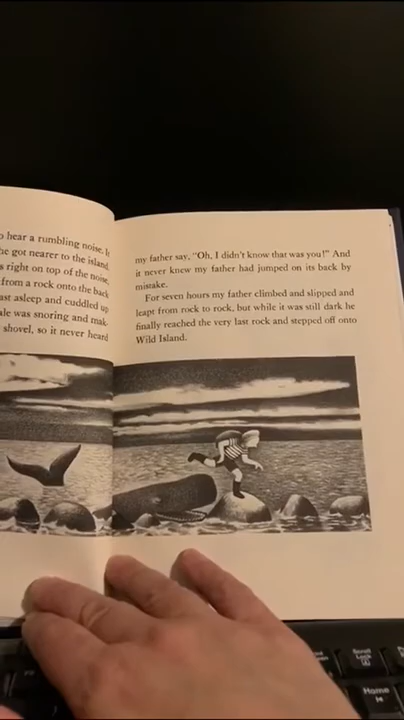 o hear a rumbling noise. It
he got nearer to the island
s right on top of the noise,
from a rock onto the back
ast asleep and cuddled up
ale was snoring and mak-
shovel, so it never heard
my father say, "Oh, I didn't know that was you!" And
it never knew my father had jumped on its back by
mistake.
For seven hours my father climbed and slipped and
leapt from rock to rock, but while it was still dark he
finally reached the very last rock and stepped off onto
Wild Island.
Scroll
Lock
Home